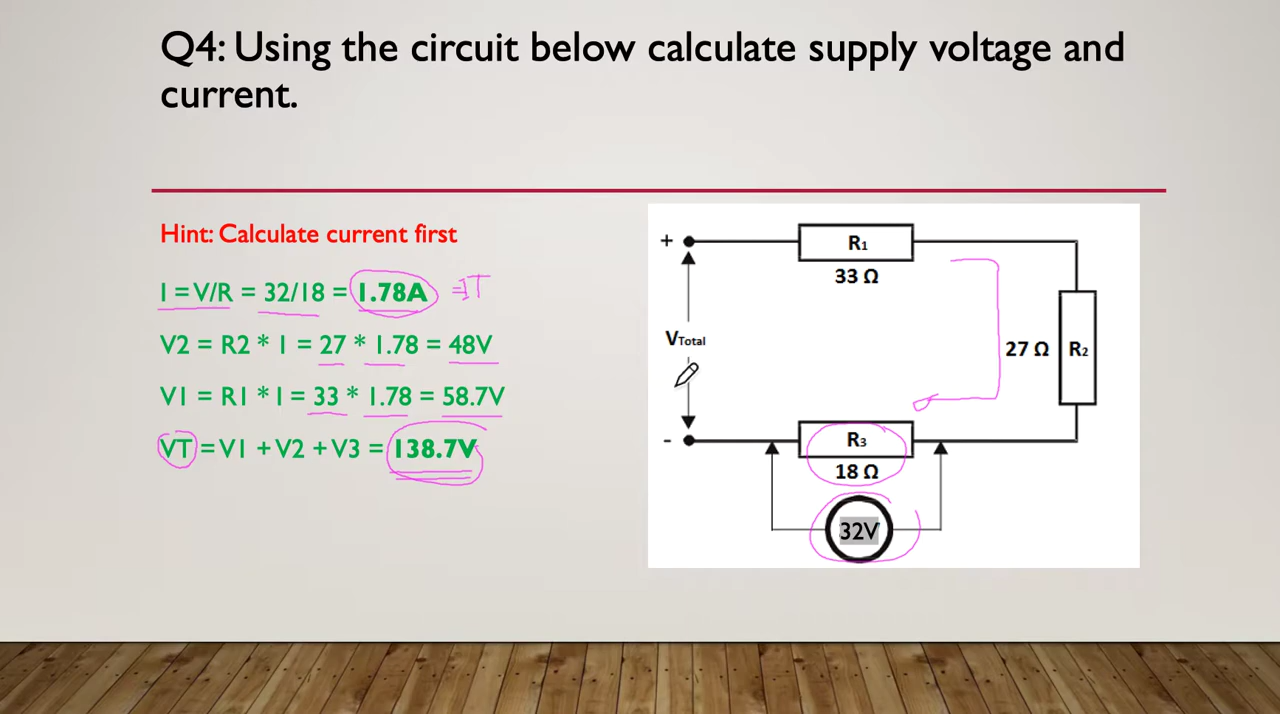 Q4: Using the circuit below calculate supply voltage and
current.
Hint: Calculate current first
I = V/R = 32/18 = 1.78A =IT
V2 = R2 * I = 27 * 1.78 = 48V
V1 = R1 * I = 33 * 1.78 = 58.7V
VT = V1 + V2 + V3 = 138.7V
+
R1
33 Ω
VTotal
27 Ω R2
-
R3
18 Ω
32V